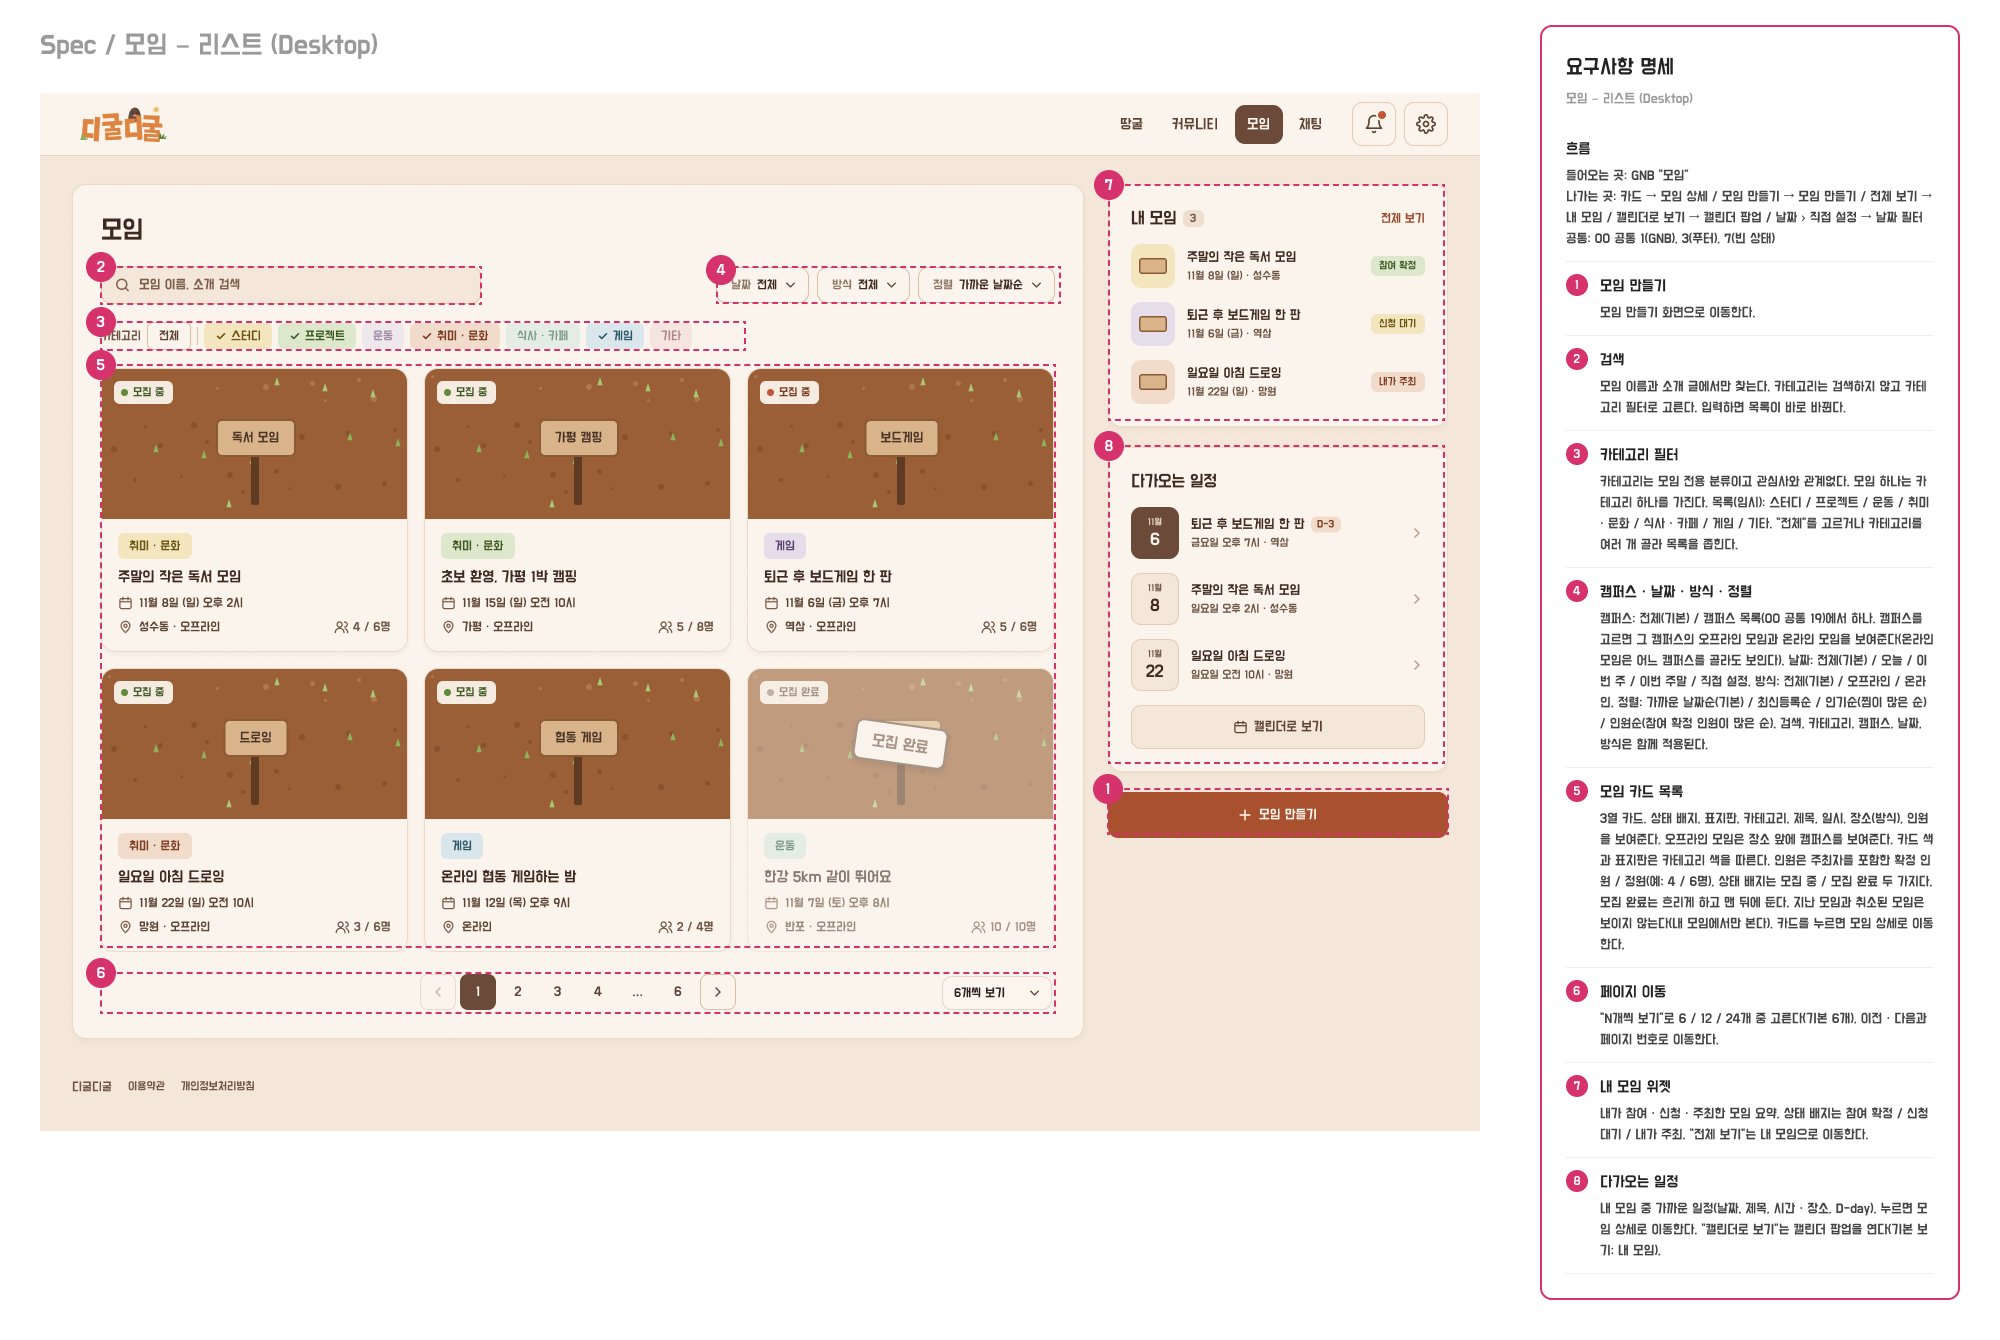 Spec / 모임 – 리스트 (Desktop)
디굴디굴
땅굴
커뮤니티
모임
채팅
모임
2
모임 이름, 소개 검색
4
날짜 전체
방식 전체
정렬 가까운 날짜순
3
테고리
전체
스터디
프로젝트
운동
취미 · 문화
식사 · 카페
게임
기타
5
모집 중
독서 모임
취미 · 문화
주말의 작은 독서 모임
11월 8일 (일) 오후 2시
성수동 · 오프라인
4 / 6명
모집 중
가평 캠핑
취미 · 문화
초보 환영, 가평 1박 캠핑
11월 15일 (일) 오전 10시
가평 · 오프라인
5 / 8명
모집 중
보드게임
게임
퇴근 후 보드게임 한 판
11월 6일 (금) 오후 7시
역삼 · 오프라인
5 / 6명
모집 중
드로잉
취미 · 문화
일요일 아침 드로잉
11월 22일 (일) 오전 10시
망원 · 오프라인
3 / 6명
모집 중
협동 게임
게임
온라인 협동 게임하는 밤
11월 12일 (목) 오후 9시
온라인
2 / 4명
모집 완료
모집 완료
운동
한강 5km 같이 뛰어요
11월 7일 (토) 오후 8시
반포 · 오프라인
10 / 10명
6
1
2
3
4
...
6
6개씩 보기
7
내 모임 3
전체 보기
주말의 작은 독서 모임
11월 8일 (일) · 성수동
참여 확정
퇴근 후 보드게임 한 판
11월 6일 (금) · 역삼
신청 대기
일요일 아침 드로잉
11월 22일 (일) · 망원
내가 주최
8
다가오는 일정
11월
6
퇴근 후 보드게임 한 판 D-3
금요일 오후 7시 · 역삼
11월
8
주말의 작은 독서 모임
일요일 오후 2시 · 성수동
11월
22
일요일 아침 드로잉
일요일 오전 10시 · 망원
캘린더로 보기
1
모임 만들기
디굴디굴
이용약관
개인정보처리방침
요구사항 명세
모임 – 리스트 (Desktop)
흐름
들어오는 곳: GNB "모임"
나가는 곳: 카드 → 모임 상세 / 모임 만들기 → 모임 만들기 / 전체 보기 →
내 모임 / 캘린더로 보기 → 캘린더 팝업 / 날짜 › 직접 설정 → 날짜 필터
공통: 00 공통 1(GNB), 3(푸터), 7(빈 상태)
1 모임 만들기
모임 만들기 화면으로 이동한다.
2 검색
모임 이름과 소개 글에서만 찾는다. 카테고리는 검색하지 않고 카테
고리 필터로 고른다. 입력하면 목록이 바로 바뀐다.
3 카테고리 필터
카테고리는 모임 전용 분류이고 관심사와 관계없다. 모임 하나는 카
테고리 하나를 가진다. 목록(임시): 스터디 / 프로젝트 / 운동 / 취미
· 문화 / 식사 · 카페 / 게임 / 기타. "전체"를 고르거나 카테고리를
여러 개 골라 목록을 좁힌다.
4 캠퍼스 · 날짜 · 방식 · 정렬
캠퍼스: 전체(기본) / 캠퍼스 목록(00 공통 19)에서 하나. 캠퍼스를
고르면 그 캠퍼스의 오프라인 모임과 온라인 모임을 보여준다(온라인
모임은 어느 캠퍼스를 골라도 보인다). 날짜: 전체(기본) / 오늘 / 이
번 주 / 이번 주말 / 직접 설정. 방식: 전체(기본) / 오프라인 / 온라
인. 정렬: 가까운 날짜순(기본) / 최신등록순 / 인기순(찜이 많은 순)
/ 인원순(참여 확정 인원이 많은 순). 검색, 카테고리, 캠퍼스, 날짜,
방식은 함께 적용된다.
5 모임 카드 목록
3열 카드. 상태 배지, 표지판, 카테고리, 제목, 일시, 장소(방식), 인원
을 보여준다. 오프라인 모임은 장소 앞에 캠퍼스를 보여준다. 카드 색
과 표지판은 카테고리 색을 따른다. 인원은 주최자를 포함한 확정 인
원 / 정원(예: 4 / 6명). 상태 배지는 모집 중 / 모집 완료 두 가지다.
모집 완료는 흐리게 하고 맨 뒤에 둔다. 지난 모임과 취소된 모임은
보이지 않는다(내 모임에서만 본다). 카드를 누르면 모임 상세로 이동
한다.
6 페이지 이동
"N개씩 보기"로 6 / 12 / 24개 중 고른다(기본 6개). 이전 · 다음과
페이지 번호로 이동한다.
7 내 모임 위젯
내가 참여 · 신청 · 주최한 모임 요약. 상태 배지는 참여 확정 / 신청
대기 / 내가 주최. "전체 보기"는 내 모임으로 이동한다.
8 다가오는 일정
내 모임 중 가까운 일정(날짜, 제목, 시간 · 장소, D-day). 누르면 모
임 상세로 이동한다. "캘린더로 보기"는 캘린더 팝업을 연다(기본 보
기: 내 모임).